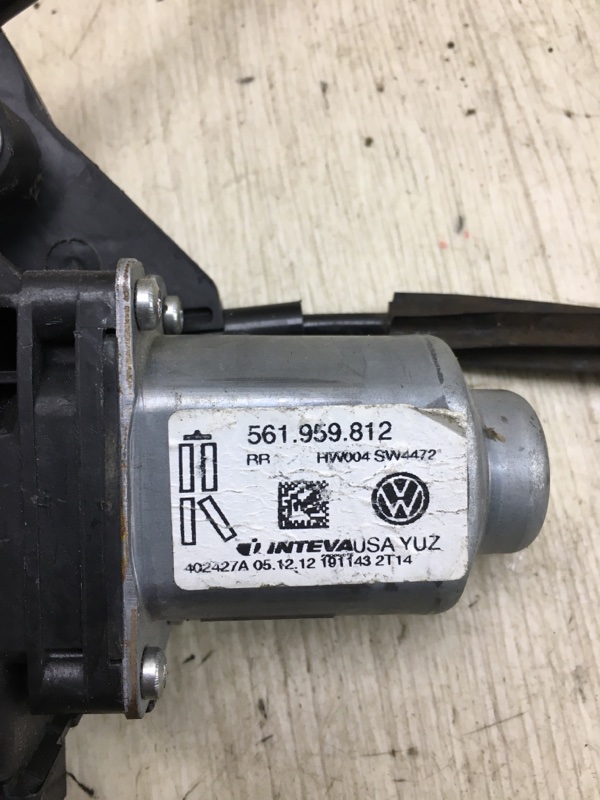 561.959.812
RR HW004 SW4472
INTEVA USA YUZ
402427A 05.12.12 191143 2T14